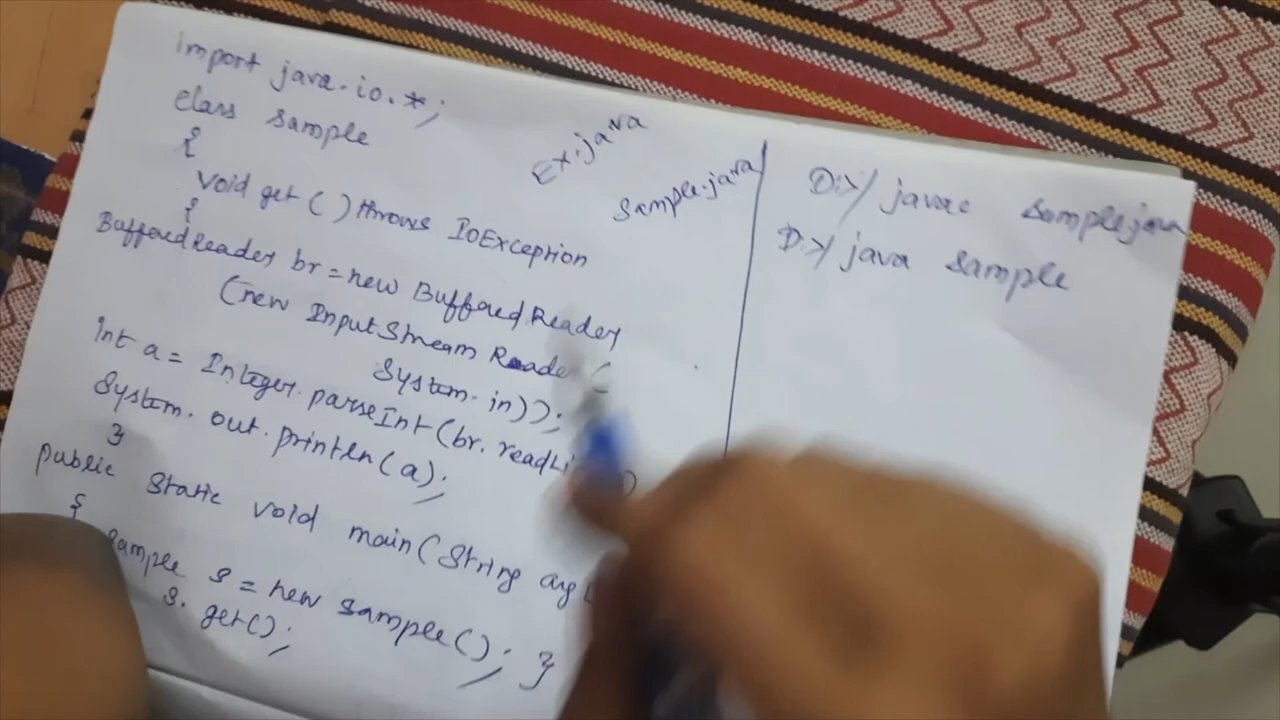 import java.io.*;
class sample
{
void get ( ) throws IOException
{
BufferedReader br = new BufferedReader
(new InputStream Reader (
System.in));
int a = Integer.parseInt(br.readLi
System.out.println(a);
}
public static void main(String arg
{
sample s = new sample(); }
s. get();
Ex.java
Sample.java
D:\>/ javac sample.java
D:\>/ java sample